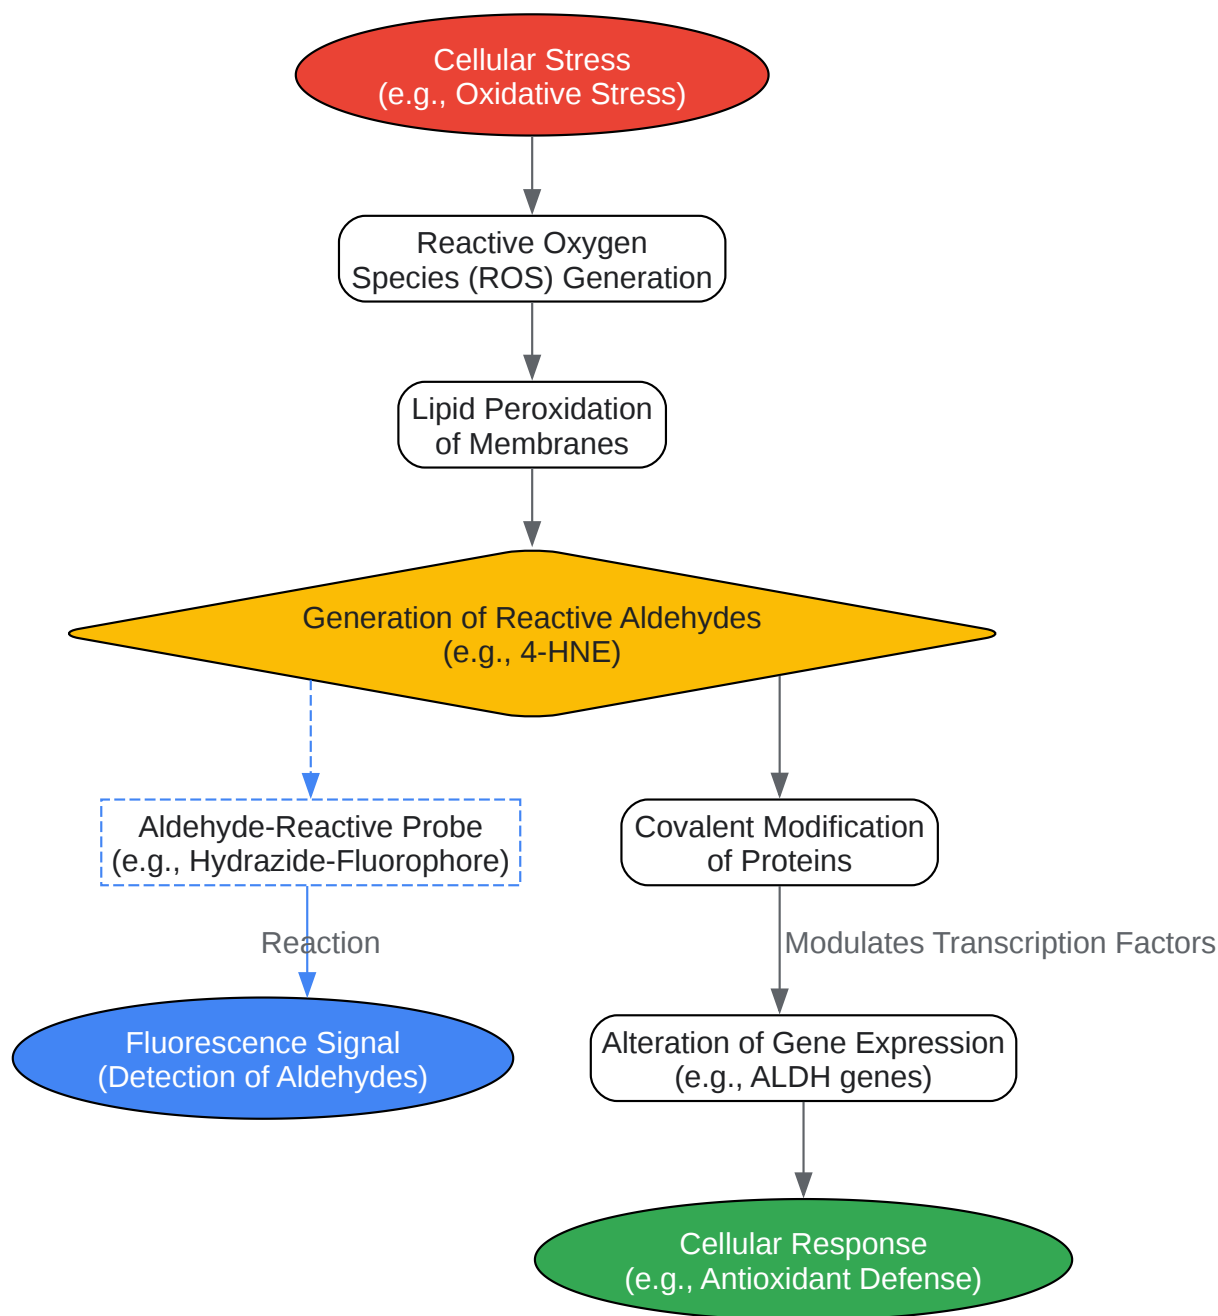 Cellular Stress
(e.g., Oxidative Stress)
Reactive Oxygen
Species (ROS) Generation
Lipid Peroxidation
of Membranes
Generation of Reactive Aldehydes
(e.g., 4-HNE)
Aldehyde-Reactive Probe
(e.g., Hydrazide-Fluorophore)
Covalent Modification
of Proteins
Reaction
Modulates Transcription Factors
Fluorescence Signal
(Detection of Aldehydes)
Alteration of Gene Expression
(e.g., ALDH genes)
Cellular Response
(e.g., Antioxidant Defense)